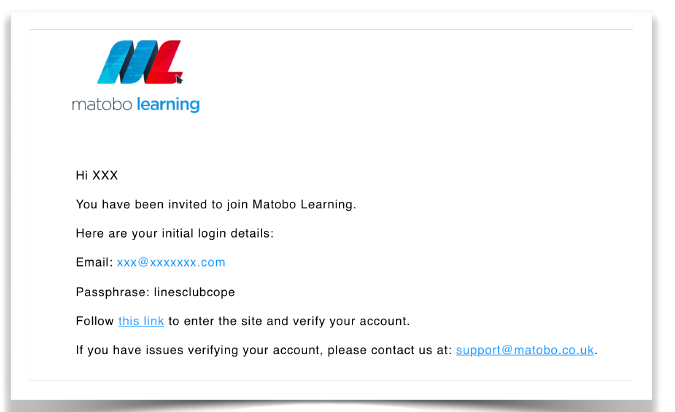 ML
matobo learning
Hi XXX
You have been invited to join Matobo Learning.
Here are your initial login details:
Email: xxx@xxxxxxx.com
Passphrase: linesclubcope
Follow this link to enter the site and verify your account.
If you have issues verifying your account, please contact us at: support@matobo.co.uk.